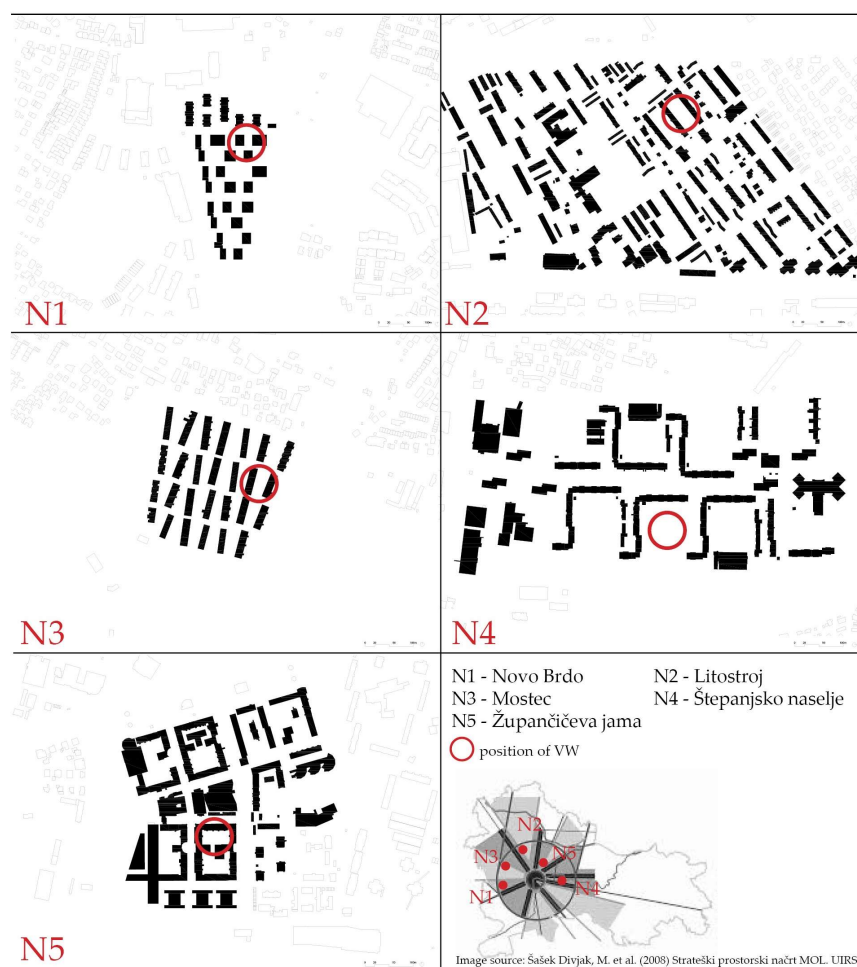 N1
N2
N3
N4
N5
N1 - Novo Brdo N2 - Litostroj
N3 - Mostec N4 - Štepanjsko naselje
N5 - Župančičeva jama
position of VW
N2
N3 N5
N1 N4
Image source: Šašek Divjak, M. et al. (2008) Strateški prostorski načrt MOL. UIRS